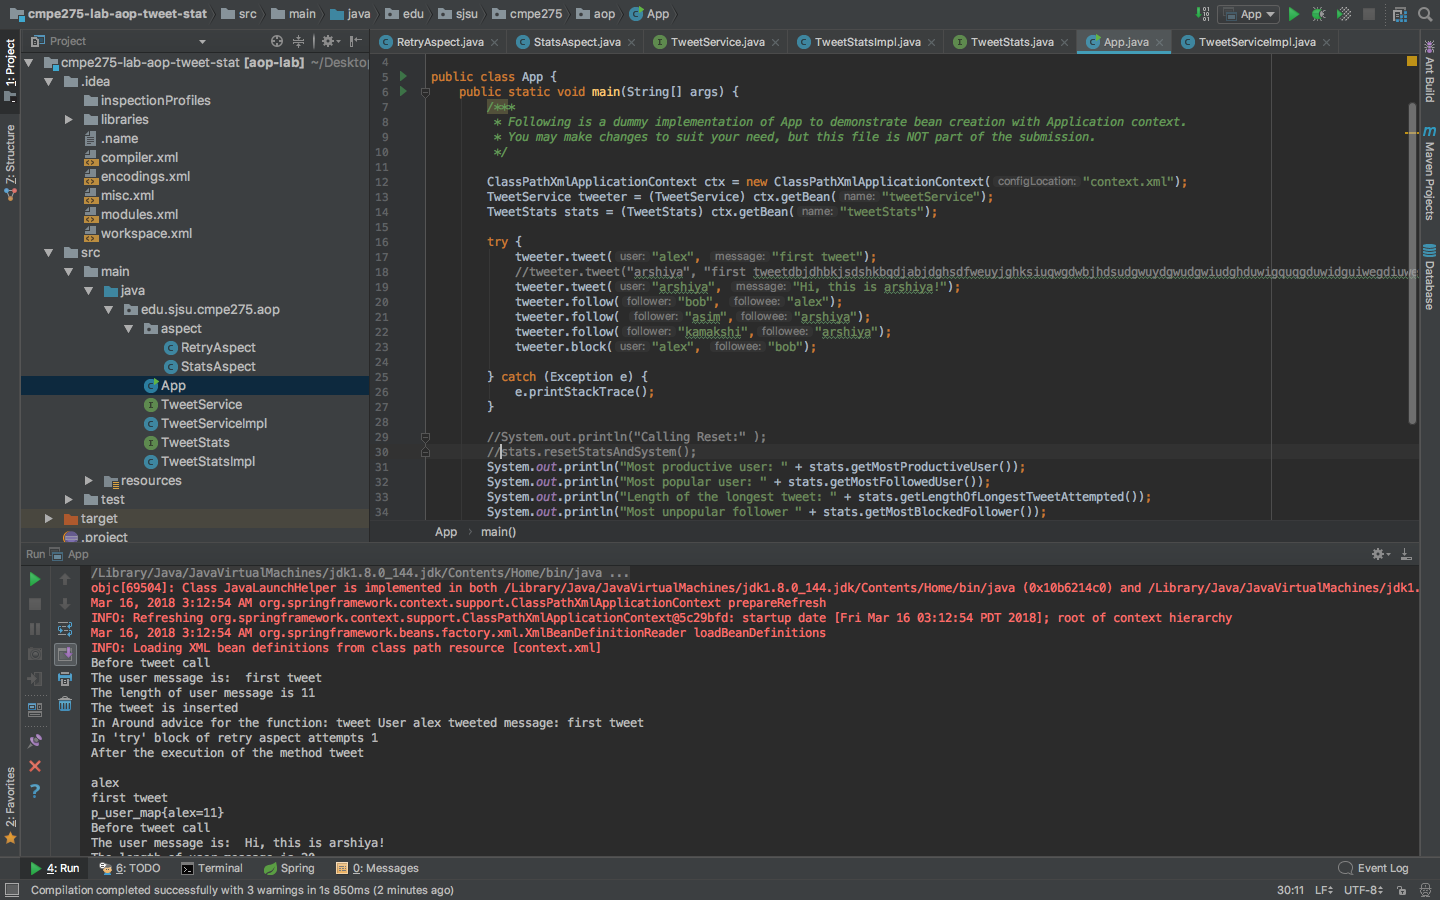 cmpe275-lab-aop-tweet-stat src main java edu sjsu cmpe275 aop App
App
Project
RetryAspect.java StatsAspect.java TweetService.java TweetStatsImpl.java TweetStats.java App.java TweetServiceImpl.java
1: Project
Z: Structure
2: Favorites
Ant Build
Maven Projects
Database
cmpe275-lab-aop-tweet-stat [aop-lab] ~/Desktop
.idea
inspectionProfiles
libraries
.name
compiler.xml
encodings.xml
misc.xml
modules.xml
workspace.xml
src
main
java
edu.sjsu.cmpe275.aop
aspect
RetryAspect
StatsAspect
App
TweetService
TweetServiceImpl
TweetStats
TweetStatsImpl
resources
test
target
.project
4
5 public class App {
6 public static void main(String[] args) {
7 /***
8 * Following is a dummy implementation of App to demonstrate bean creation with Application context.
9 * You may make changes to suit your need, but this file is NOT part of the submission.
10 */
11
12 ClassPathXmlApplicationContext ctx = new ClassPathXmlApplicationContext( configLocation: "context.xml");
13 TweetService tweeter = (TweetService) ctx.getBean( name: "tweetService");
14 TweetStats stats = (TweetStats) ctx.getBean( name: "tweetStats");
15
16 try {
17 tweeter.tweet( user: "alex", message: "first tweet");
18 //tweeter.tweet("arshiya", "first
19 tweeter.tweet( user: "arshiya", message: "Hi, this is arshiya!");
20 tweeter.follow( follower: "bob", followee: "alex");
21 tweeter.follow( follower: "asim", followee: "arshiya");
22 tweeter.follow( follower: "kamakshi", followee: "arshiya");
23 tweeter.block( user: "alex", followee: "bob");
24
25 } catch (Exception e) {
26 e.printStackTrace();
27 }
28
29 //System.out.println("Calling Reset:" );
30 //stats.resetStatsAndSystem();
31 System.out.println("Most productive user: " + stats.getMostProductiveUser());
32 System.out.println("Most popular user: " + stats.getMostFollowedUser());
33 System.out.println("Length of the longest tweet: " + stats.getLengthOfLongestTweetAttempted());
34 System.out.println("Most unpopular follower " + stats.getMostBlockedFollower());
App main()
Run App
/Library/Java/JavaVirtualMachines/jdk1.8.0_144.jdk/Contents/Home/bin/java ...
objc[69504]: Class JavaLaunchHelper is implemented in both /Library/Java/JavaVirtualMachines/jdk1.8.0_144.jdk/Contents/Home/bin/java (0x10b6214c0) and /Library/Java/JavaVirtualMachines/jdk1.
Mar 16, 2018 3:12:54 AM org.springframework.context.support.ClassPathXmlApplicationContext prepareRefresh
INFO: Refreshing org.springframework.context.support.ClassPathXmlApplicationContext@5c29bfd: startup date [Fri Mar 16 03:12:54 PDT 2018]; root of context hierarchy
Mar 16, 2018 3:12:54 AM org.springframework.beans.factory.xml.XmlBeanDefinitionReader loadBeanDefinitions
INFO: Loading XML bean definitions from class path resource [context.xml]
Before tweet call
The user message is:  first tweet
The length of user message is 11
The tweet is inserted
In Around advice for the function: tweet User alex tweeted message: first tweet
In 'try' block of retry aspect attempts 1
After the execution of the method tweet
alex
first tweet
p_user_map{alex=11}
Before tweet call
The user message is:  Hi, this is arshiya!
The length of user message is 20
4: Run 6: TODO Terminal Spring 0: Messages Event Log
Compilation completed successfully with 3 warnings in 1s 850ms (2 minutes ago) 30:11 LF UTF-8